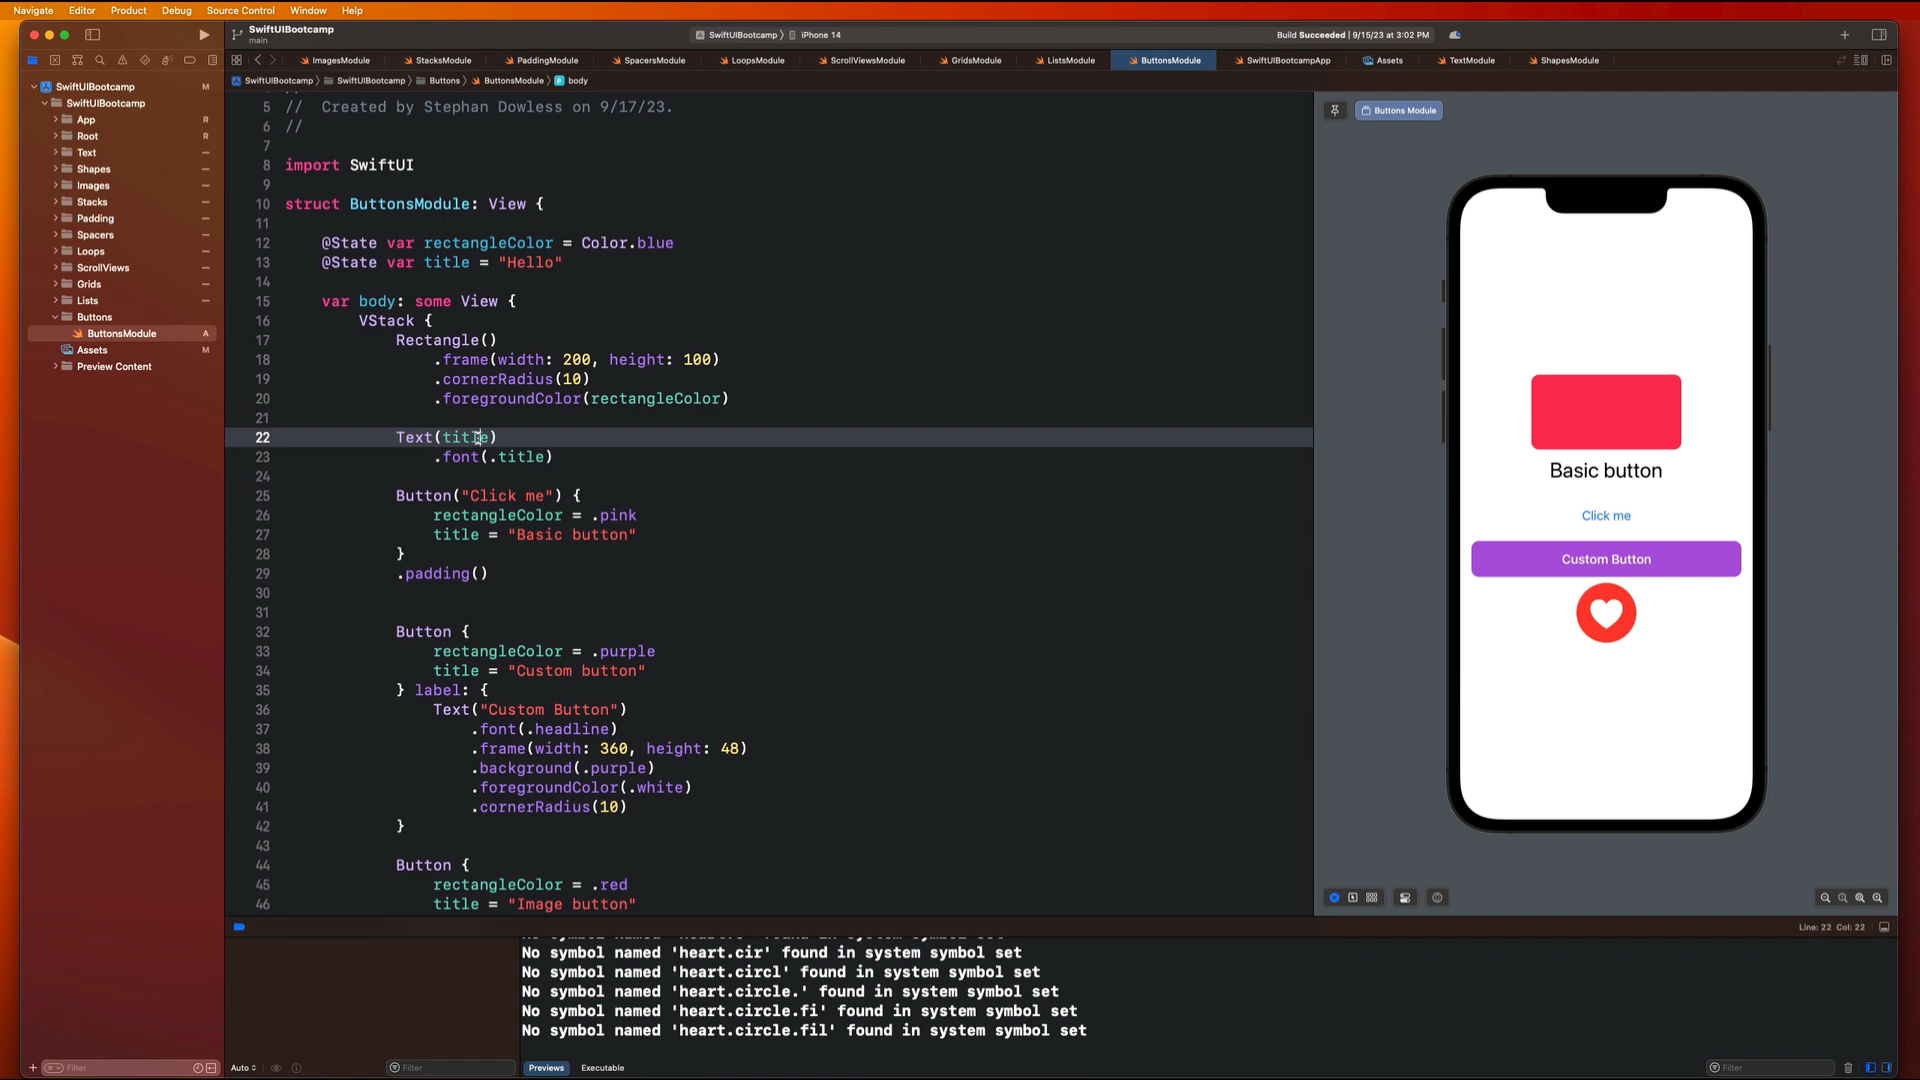 Navigate Editor Product Debug Source Control Window Help
SwiftUIBootcamp
main
SwiftUIBootcamp 〉 iPhone 14
Build Succeeded | 9/15/23 at 3:02 PM
ImagesModule StacksModule PaddingModule SpacersModule LoopsModule ScrollViewsModule GridsModule ListsModule ButtonsModule SwiftUIBootcampApp Assets TextModule ShapesModule
SwiftUIBootcamp 〉 SwiftUIBootcamp 〉 Buttons 〉 ButtonsModule 〉 body
SwiftUIBootcamp M
SwiftUIBootcamp
App R
Root R
Text
Shapes
Images
Stacks
Padding
Spacers
Loops
ScrollViews
Grids
Lists
Buttons
ButtonsModule A
Assets M
Preview Content
5 // Created by Stephan Dowless on 9/17/23.
6 //
7
8 import SwiftUI
9
10 struct ButtonsModule: View {
11
12 @State var rectangleColor = Color.blue
13 @State var title = "Hello"
14
15 var body: some View {
16 VStack {
17 Rectangle()
18 .frame(width: 200, height: 100)
19 .cornerRadius(10)
20 .foregroundColor(rectangleColor)
21
22 Text(title)
23 .font(.title)
24
25 Button("Click me") {
26 rectangleColor = .pink
27 title = "Basic button"
28 }
29 .padding()
30
31
32 Button {
33 rectangleColor = .purple
34 title = "Custom button"
35 } label: {
36 Text("Custom Button")
37 .font(.headline)
38 .frame(width: 360, height: 48)
39 .background(.purple)
40 .foregroundColor(.white)
41 .cornerRadius(10)
42 }
43
44 Button {
45 rectangleColor = .red
46 title = "Image button"
Buttons Module
Basic button
Click me
Custom Button
Line: 22 Col: 22
No symbol named 'heart.cir' found in system symbol set
No symbol named 'heart.circl' found in system symbol set
No symbol named 'heart.circle.' found in system symbol set
No symbol named 'heart.circle.fi' found in system symbol set
No symbol named 'heart.circle.fil' found in system symbol set
Filter
Auto
Filter
Previews Executable
Filter